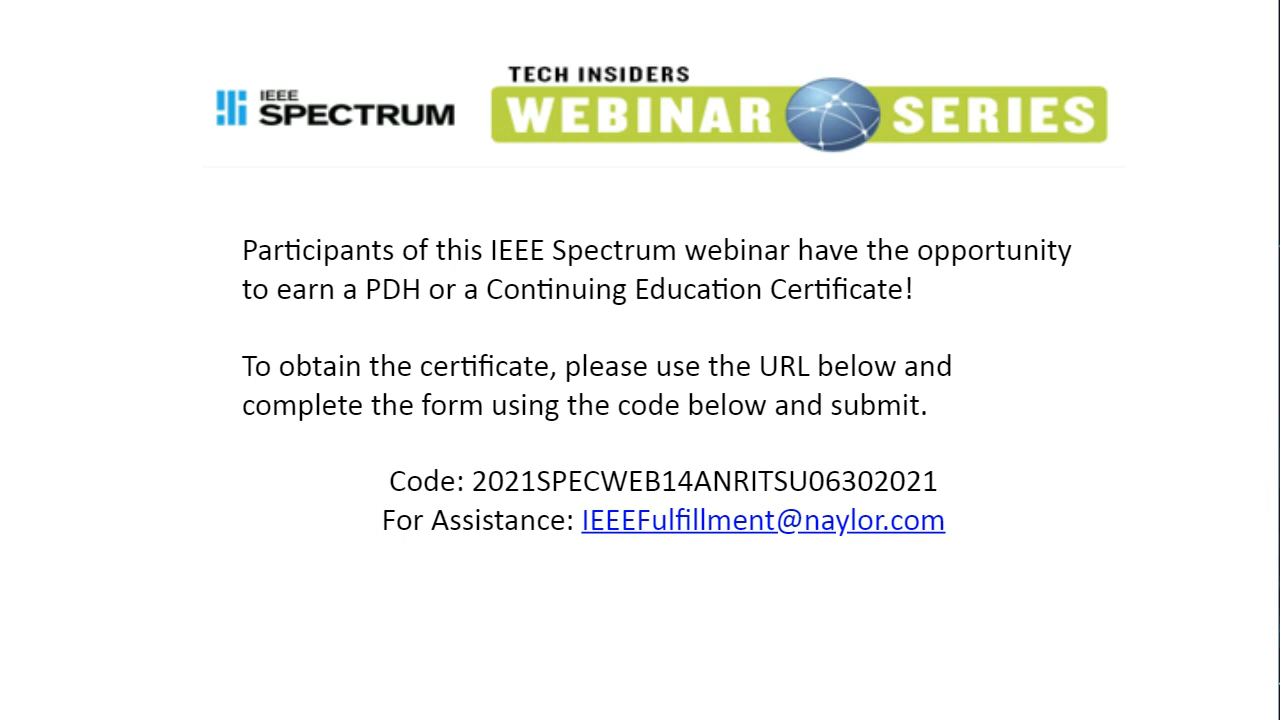 IEEE
SPECTRUM
TECH INSIDERS
WEBINAR SERIES
Participants of this IEEE Spectrum webinar have the opportunity
to earn a PDH or a Continuing Education Certificate!
To obtain the certificate, please use the URL below and
complete the form using the code below and submit.
Code: 2021SPECWEB14ANRITSU06302021
For Assistance: IEEEFulfillment@naylor.com